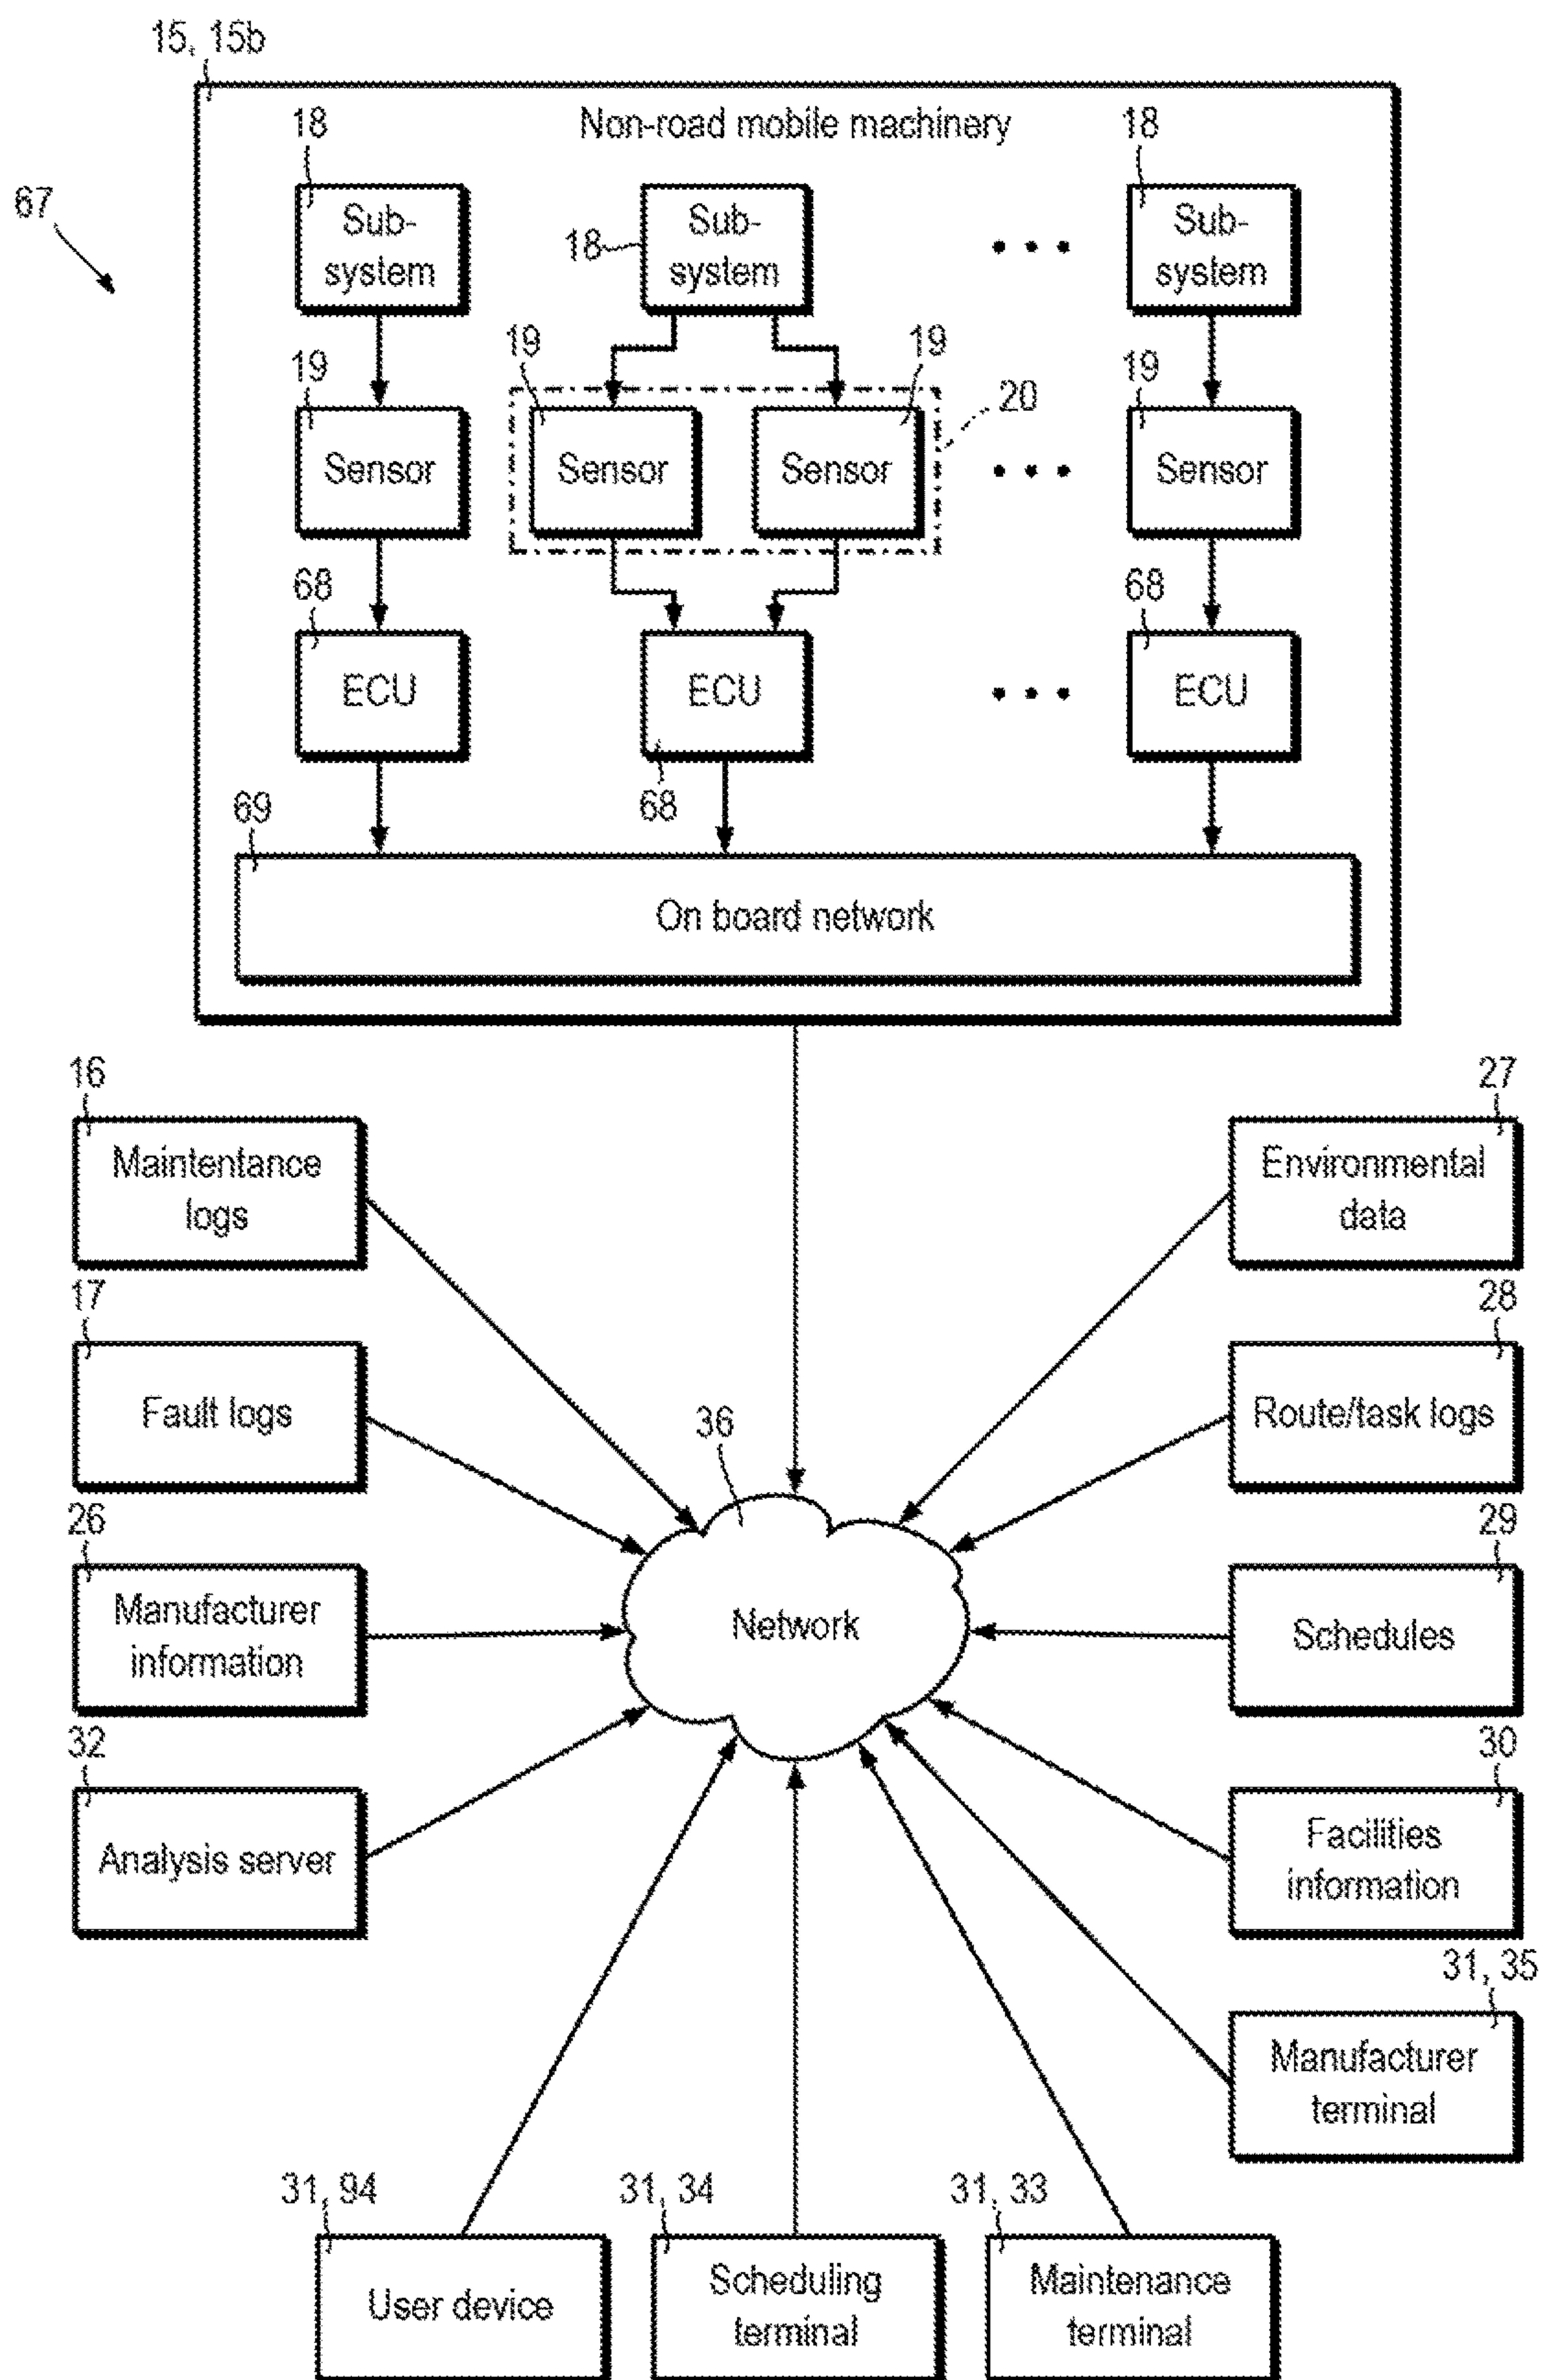 15, 15b
Non-road mobile machinery
67
18
18
18
Sub-
system
Sub-
system
Sub-
system
19
19
19
19
20
Sensor
Sensor
Sensor
Sensor
68
68
68
ECU
ECU
ECU
69
On board network
16
Maintentance
logs
27
Environmental
data
17
Fault logs
28
Route/task logs
36
Network
26
Manufacturer
information
29
Schedules
32
Analysis server
30
Facilities
information
31, 35
Manufacturer
terminal
31, 94
User device
31, 34
Scheduling
terminal
31, 33
Maintenance
terminal